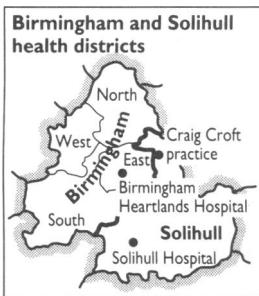 Birmingham and Solihull
health districts
North
West
Birmingham
East
Craig Croft
practice
Birmingham
Heartlands Hospital
South
Solihull
Solihull Hospital